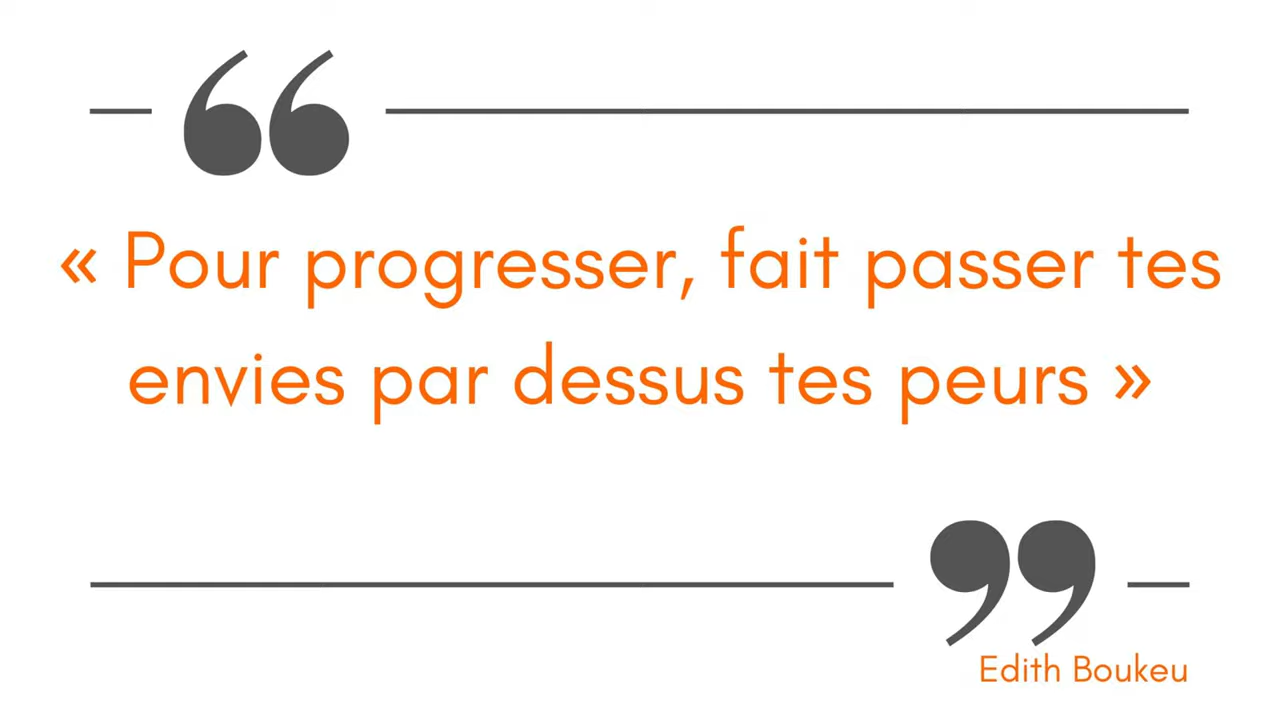 « Pour progresser, fait passer tes
envies par dessus tes peurs »
Edith Boukeu